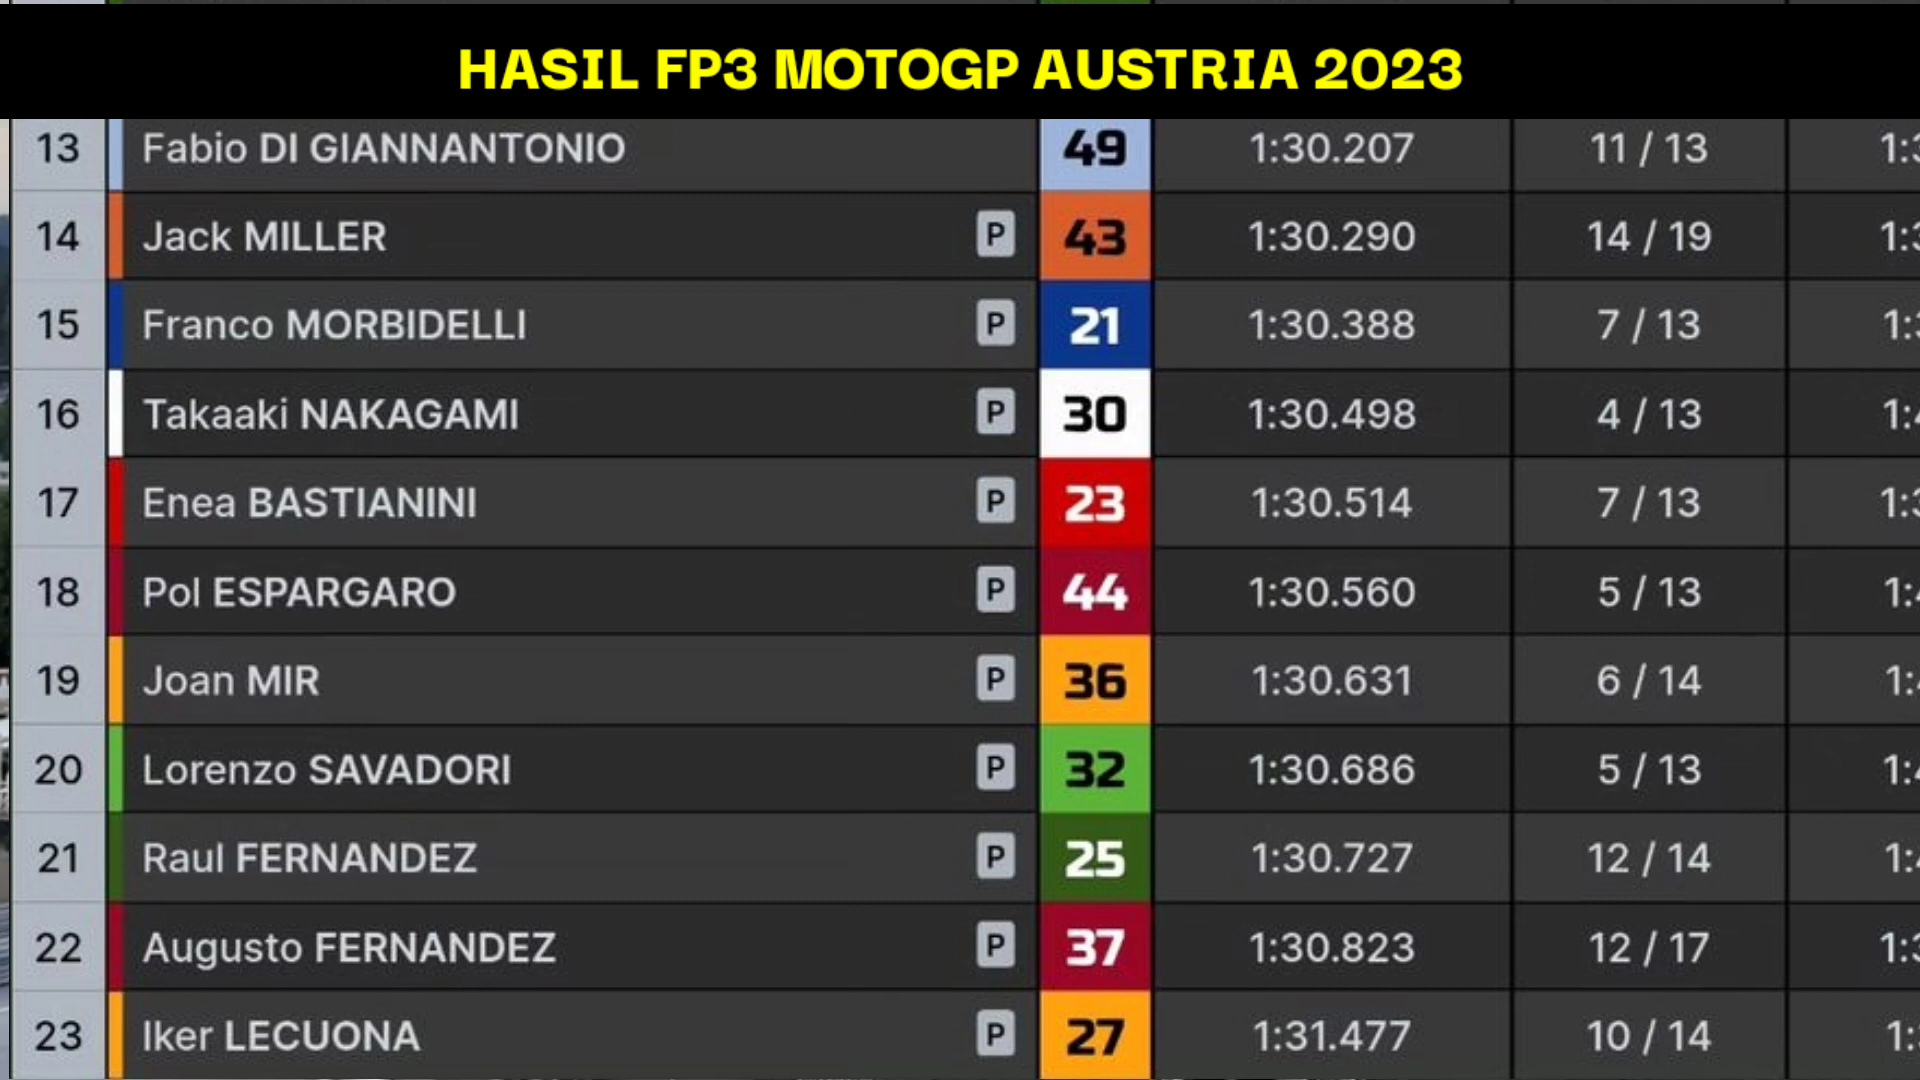 HASIL FP3 MOTOGP AUSTRIA 2023
13 Fabio DI GIANNANTONIO 49 1:30.207 11 / 13
14 Jack MILLER P 43 1:30.290 14 / 19
15 Franco MORBIDELLI P 21 1:30.388 7 / 13
16 Takaaki NAKAGAMI P 30 1:30.498 4 / 13
17 Enea BASTIANINI P 23 1:30.514 7 / 13
18 Pol ESPARGARO P 44 1:30.560 5 / 13
19 Joan MIR P 36 1:30.631 6 / 14
20 Lorenzo SAVADORI P 32 1:30.686 5 / 13
21 Raul FERNANDEZ P 25 1:30.727 12 / 14
22 Augusto FERNANDEZ P 37 1:30.823 12 / 17
23 Iker LECUONA P 27 1:31.477 10 / 14